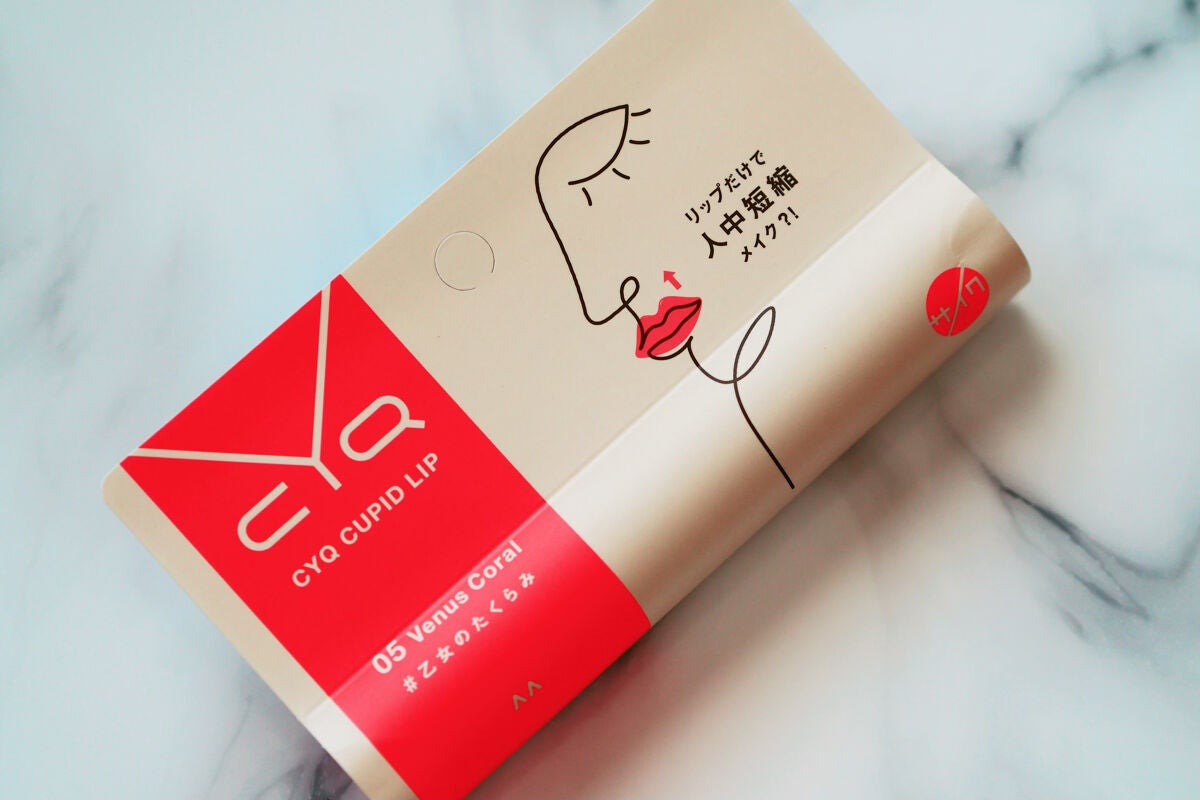 CYQ
CYQ CUPID LIP
05 Venus Coral
#乙女のたくらみ
リップだけで
人中短縮
メイク?!
サイク